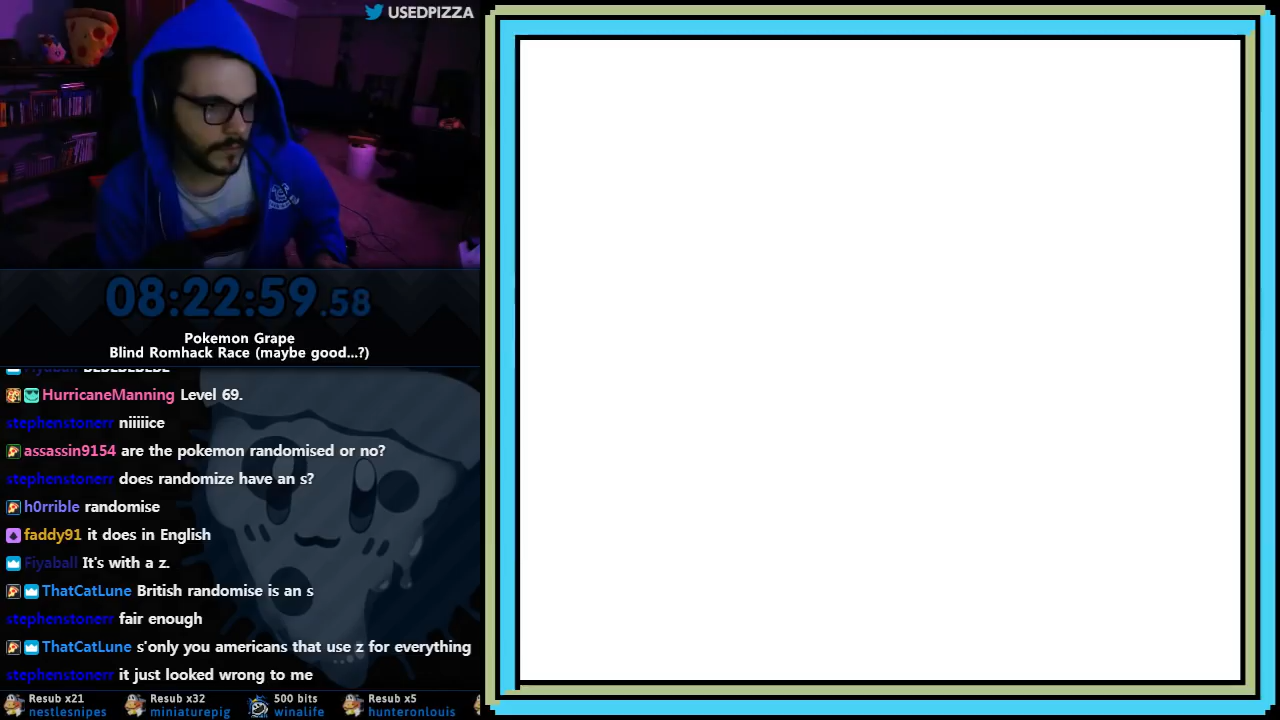 USEDPIZZA
08:22:59.58
Pokemon Grape
Blind Romhack Race (maybe good...?)
HurricaneManning Level 69.
stephenstonerr niiiiice
assassin9154 are the pokemon randomised or no?
stephenstonerr does randomize have an s?
h0rrible randomise
faddy91 it does in English
Fiyaball It's with a z.
ThatCatLune British randomise is an s
stephenstonerr fair enough
ThatCatLune s'only you americans that use z for everything
stephenstonerr it just looked wrong to me
Resub x21 Resub x32 500 bits Resub x5
nestlesnipes miniaturepig winalife hunteronlouis